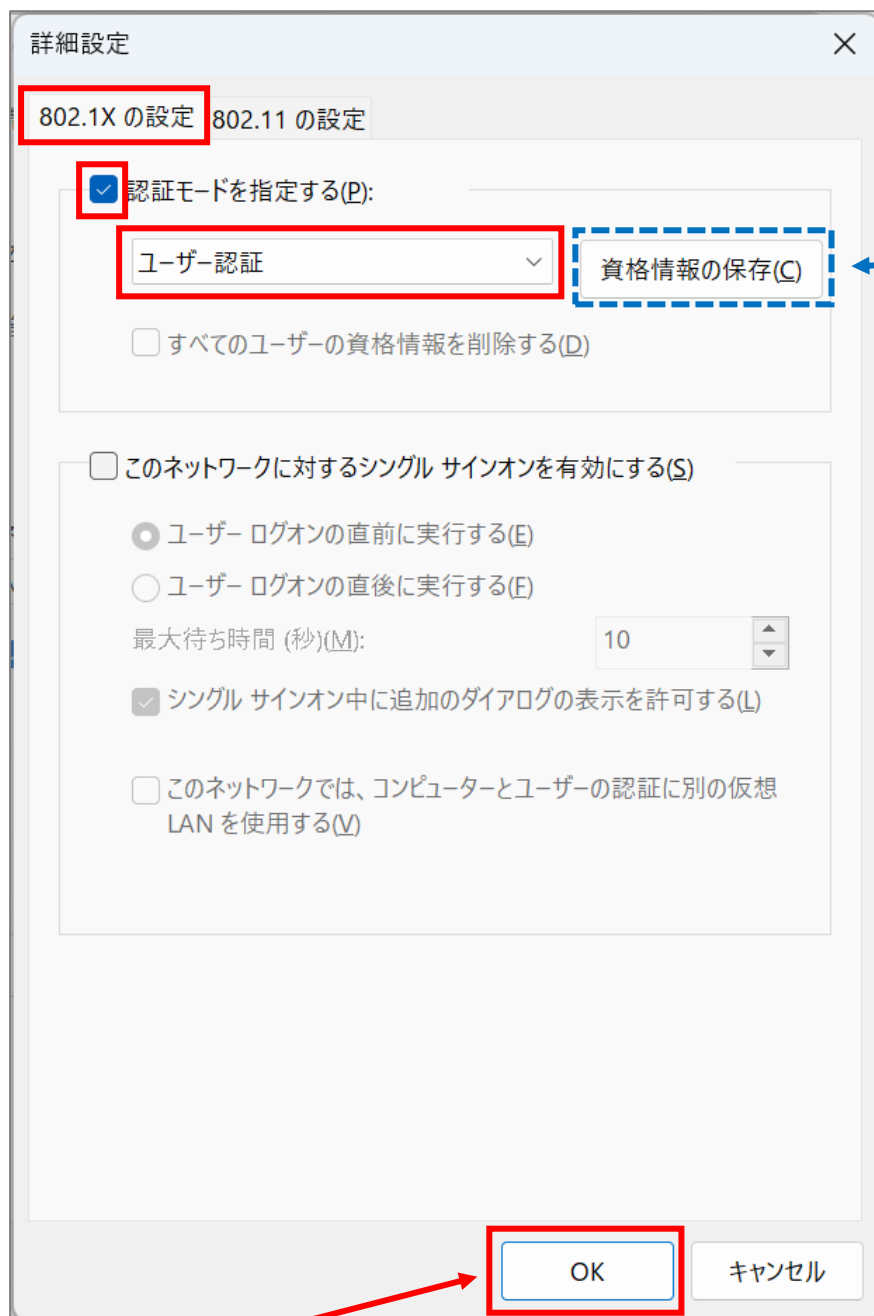 詳細設定
802.1X の設定
802.11 の設定
認証モードを指定する(P):
ユーザー認証
資格情報の保存(C)
すべてのユーザーの資格情報を削除する(D)
このネットワークに対するシングル サインオンを有効にする(S)
ユーザー ログオンの直前に実行する(E)
ユーザー ログオンの直後に実行する(F)
最大待ち時間 (秒)(M):
10
シングル サインオン中に追加のダイアログの表示を許可する(L)
このネットワークでは、コンピューターとユーザーの認証に別の仮想
LAN を使用する(V)
OK
キャンセル